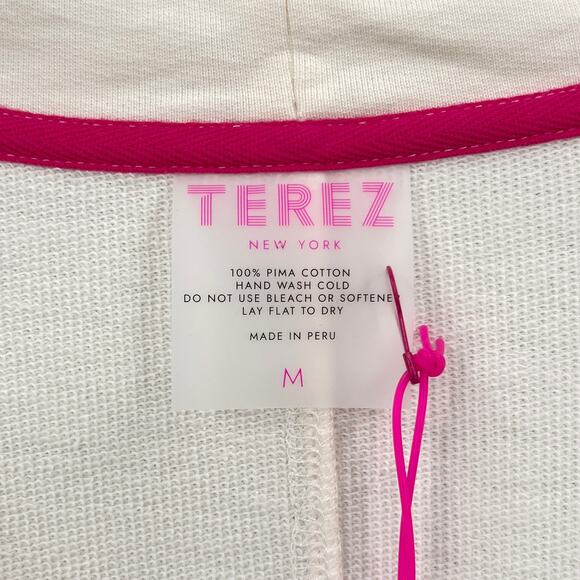 TEREZ
NEW YORK
100% PIMA COTTON
HAND WASH COLD
DO NOT USE BLEACH OR SOFTENER
LAY FLAT TO DRY
MADE IN PERU
M